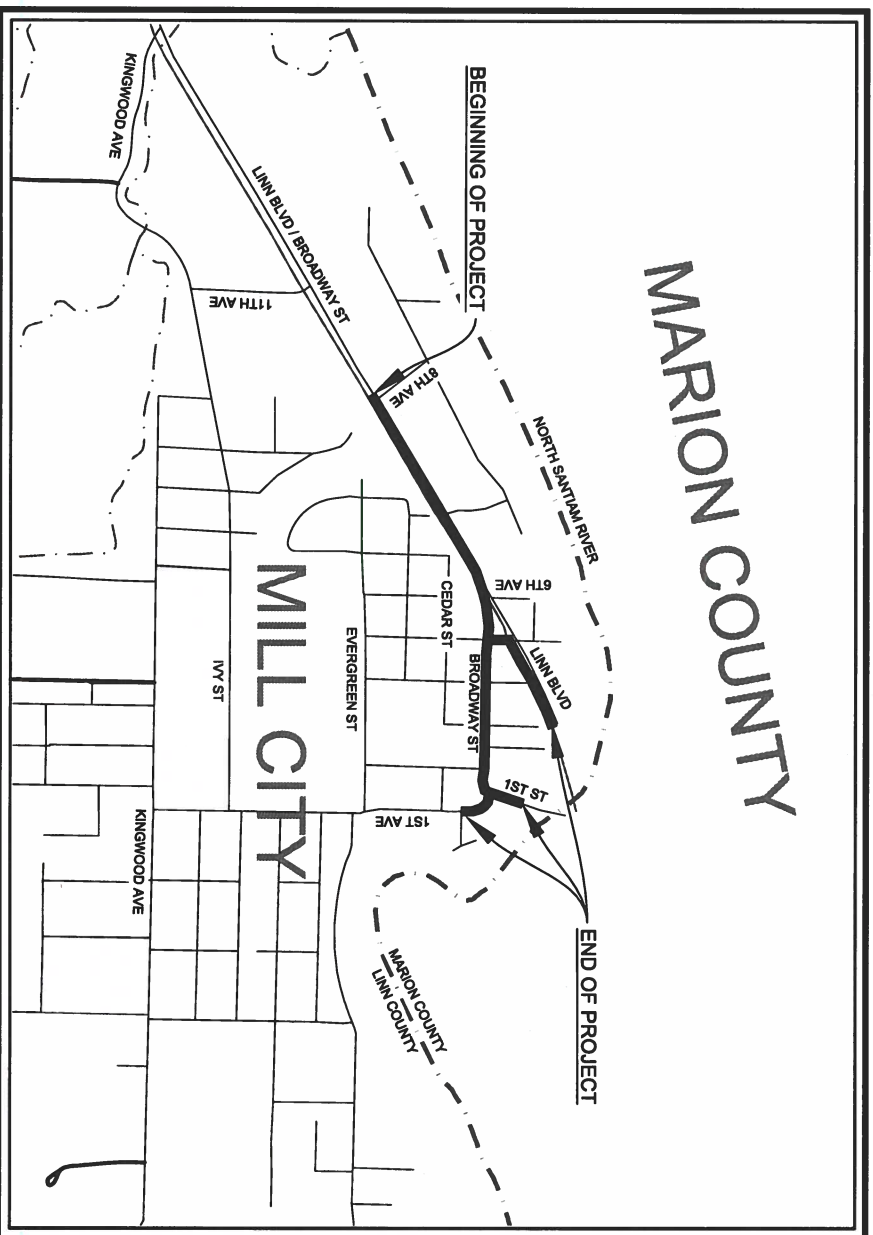 MARION COUNTY
BEGINNING OF PROJECT
NORTH SANTIAM RIVER
KINGWOOD AVE
LINN BLVD / BROADWAY ST
11TH AVE
8TH AVE
6TH AVE
LINN BLVD
CEDAR ST
BROADWAY ST
1ST ST
EVERGREEN ST
1ST AVE
IVY ST
MILL CITY
KINGWOOD AVE
END OF PROJECT
MARION COUNTY
LINN COUNTY